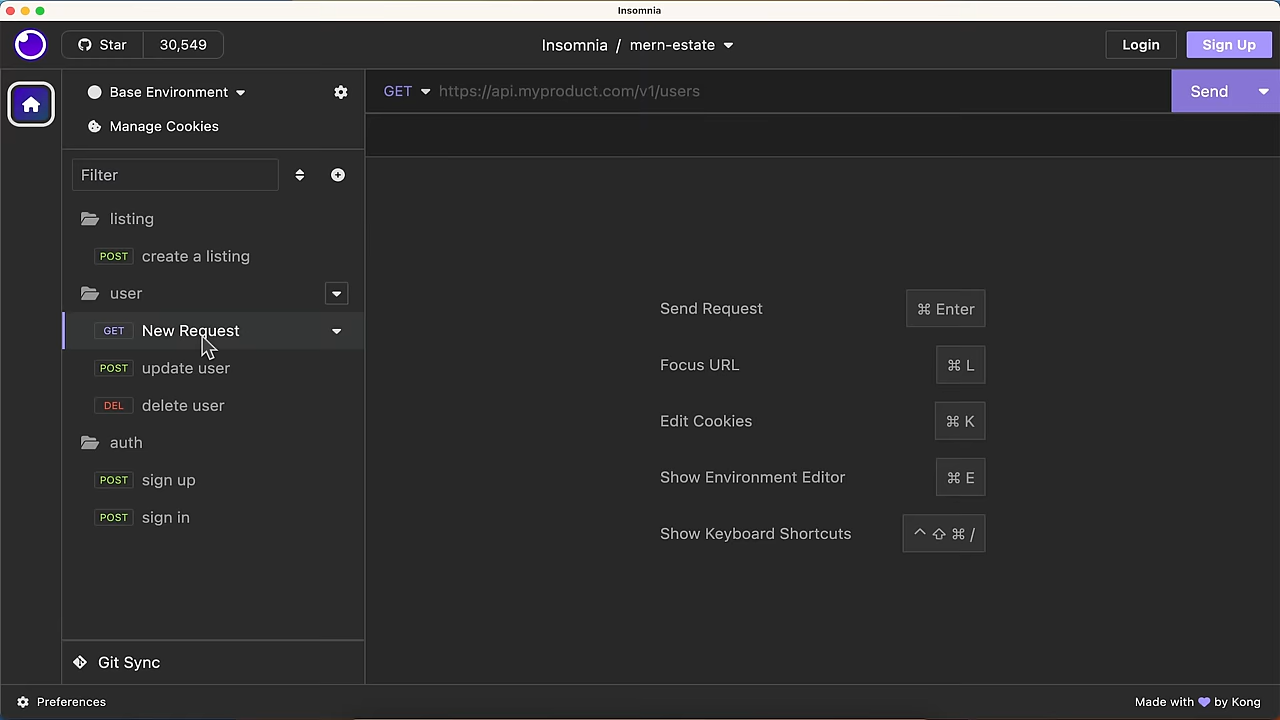 Insomnia
Star 30,549
Insomnia / mern-estate
Login Sign Up
Base Environment
Manage Cookies
GET https://api.myproduct.com/v1/users Send
Filter
listing
POST create a listing
user
GET New Request
POST update user
DEL delete user
auth
POST sign up
POST sign in
Send Request ⌘ Enter
Focus URL ⌘ L
Edit Cookies ⌘ K
Show Environment Editor ⌘ E
Show Keyboard Shortcuts ^ ⇧ ⌘ /
Git Sync
Preferences
Made with 💜 by Kong